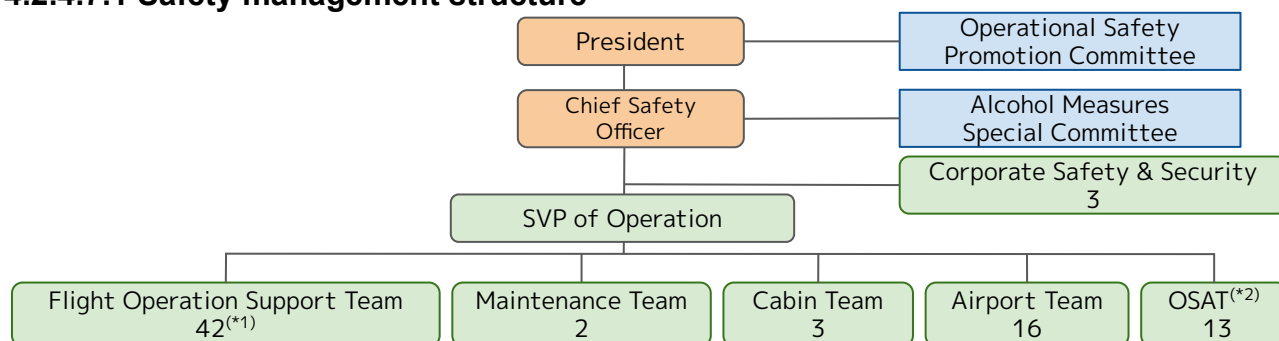 4.2.4.7.1 Safety management structure
President
Operational Safety
Promotion Committee
Chief Safety
Officer
Alcohol Measures
Special Committee
Corporate Safety & Security
3
SVP of Operation
Flight Operation Support Team
42(*1)
Maintenance Team
2
Cabin Team
3
Airport Team
16
OSAT(*2)
13